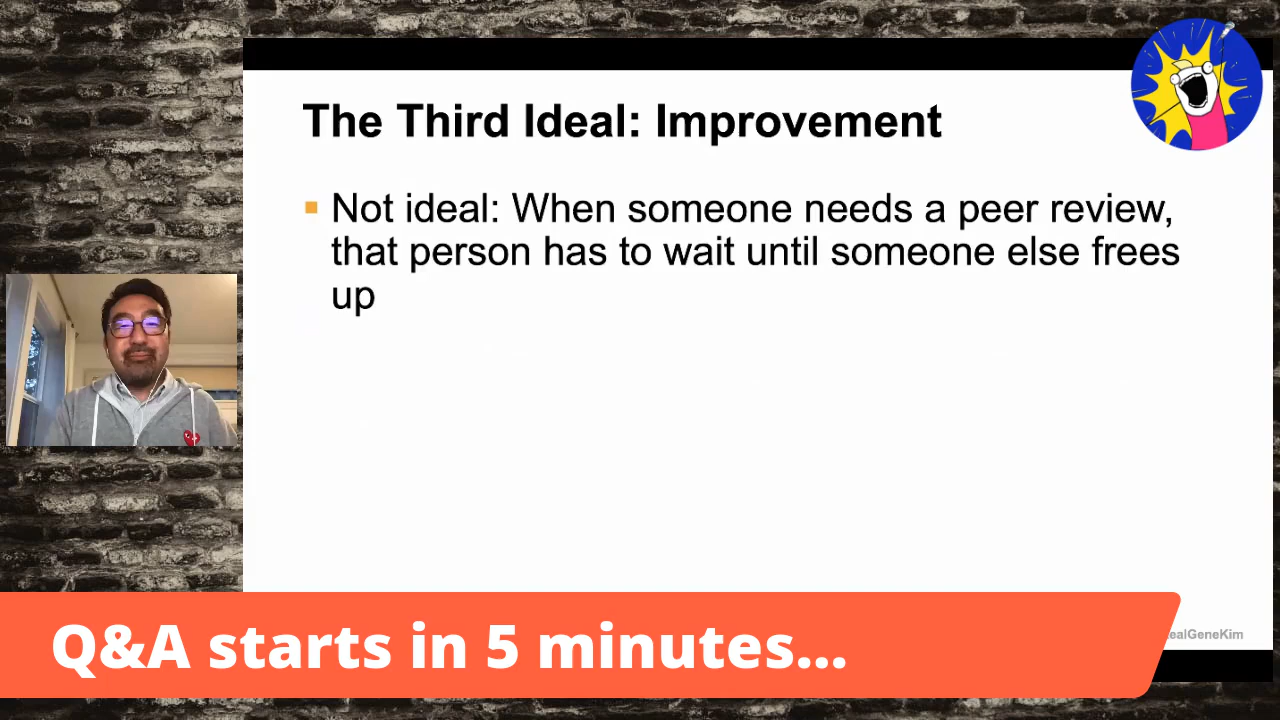 The Third Ideal: Improvement
Not ideal: When someone needs a peer review,
that person has to wait until someone else frees
up
ealGeneKim
Q&A starts in 5 minutes...